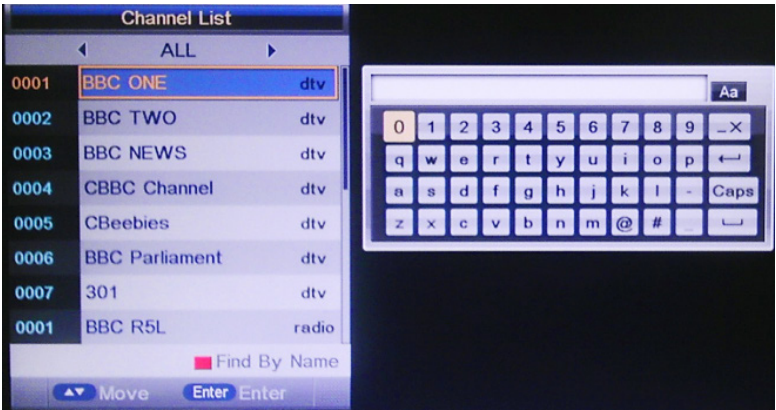 Channel List
ALL
0001 BBC ONE dtv
0002 BBC TWO dtv
0003 BBC NEWS dtv
0004 CBBC Channel dtv
0005 CBeebies dtv
0006 BBC Parliament dtv
0007 301 dtv
0001 BBC R5L radio
Find By Name
Move Enter Enter
Aa
0 1 2 3 4 5 6 7 8 9 _X
q w e r t y u i o p
a s d f g h j k l - Caps
z x c v b n m @ # _